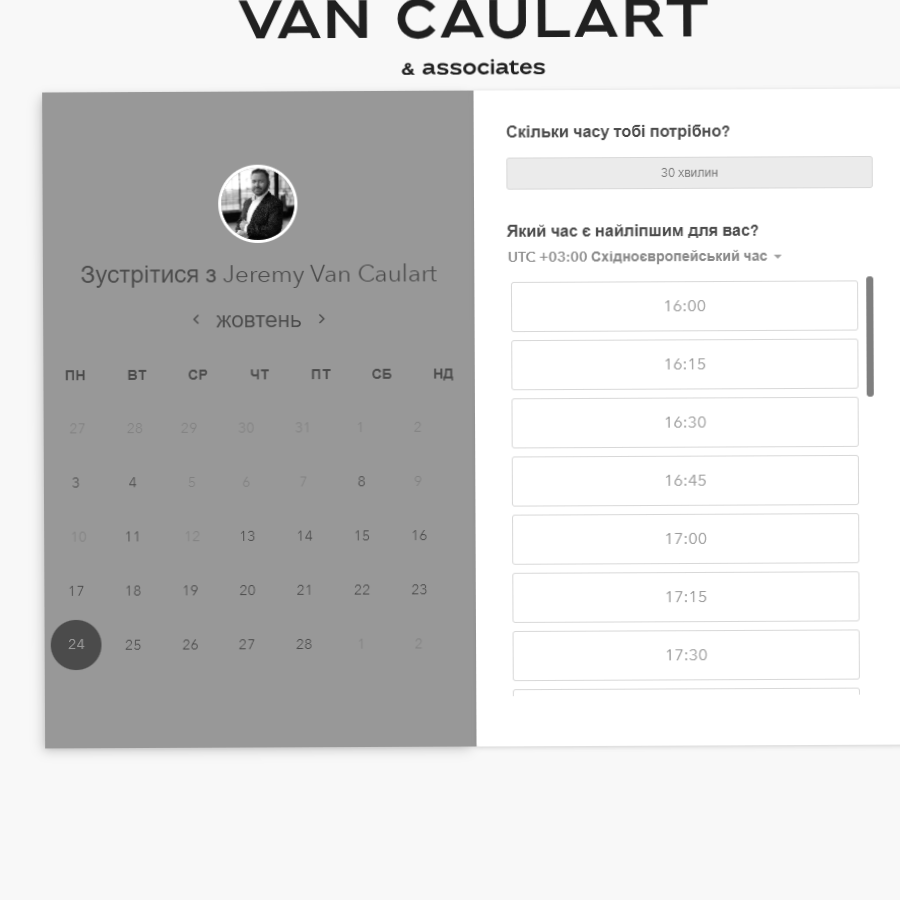 VAN CAULART
& associates
Зустрітися з Jeremy Van Caulart
жовтень
ПН ВТ СР ЧТ ПТ СБ НД
27 28 29 30 31 1 2
3 4 5 6 7 8 9
10 11 12 13 14 15 16
17 18 19 20 21 22 23
24 25 26 27 28 1 2
Скільки часу тобі потрібно?
30 хвилин
Який час є найліпшим для вас?
UTC +03:00 Східноєвропейський час
16:00
16:15
16:30
16:45
17:00
17:15
17:30